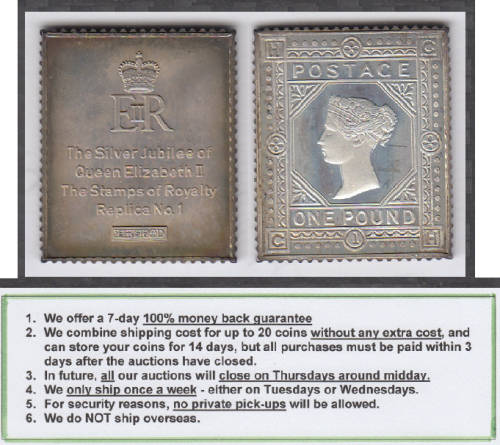 EIIR
The Silver Jubilee of
Queen Elizabeth II
The Stamps of Royalty
Replica No. 1
H C
POSTAGE
ONE POUND
C 1 H
1. We offer a 7-day 100% money back guarantee
2. We combine shipping cost for up to 20 coins without any extra cost, and
can store your coins for 14 days, but all purchases must be paid within 3
days after the auctions have closed.
3. In future, all our auctions will close on Thursdays around midday.
4. We only ship once a week - either on Tuesdays or Wednesdays.
5. For security reasons, no private pick-ups will be allowed.
6. We do NOT ship overseas.